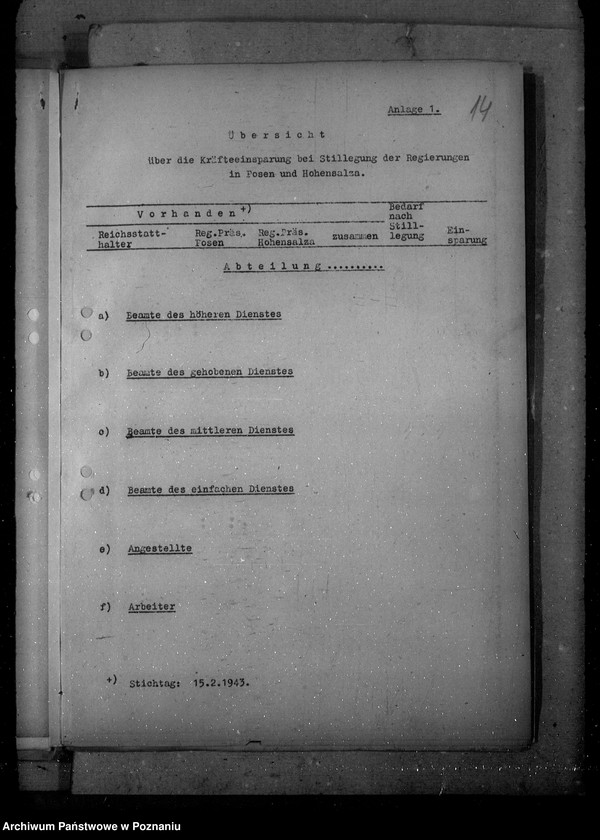 Anlage 1.
14
Übersicht
über die Kräfteeinsparung bei Stillegung der Regierungen
in Posen und Hohensalza.
Vorhanden +)
Bedarf
nach
Still-
legung
Reichsstatt-
halter
Reg.Präs.
Posen
Reg.Präs.
Hohensalza
zusammen
Ein-
sparung
Abteilung ..........
a) Beamte des höheren Dienstes
b) Beamte des gehobenen Dienstes
c) Beamte des mittleren Dienstes
d) Beamte des einfachen Dienstes
e) Angestellte
f) Arbeiter
+) Stichtag: 15.2.1943.
Archiwum Państwowe w Poznaniu